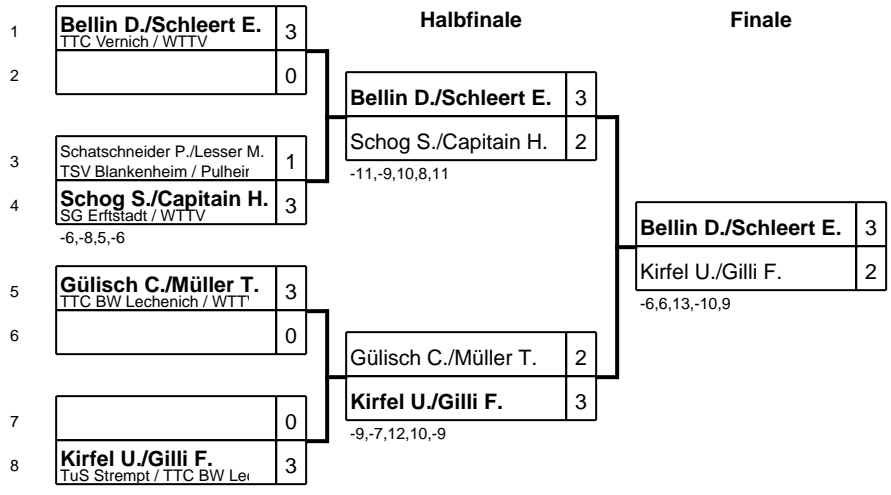 Halbfinale
Finale
1
Bellin D./Schleert E.
TTC Vernich / WTTV
3
2
0
3
Schatschneider P./Lesser M.
TSV Blankenheim / Pulheir
1
4
Schog S./Capitain H.
SG Erftstadt / WTTV
3
-6,-8,5,-6
5
Gülisch C./Müller T.
TTC BW Lechenich / WTT
3
6
0
7
0
8
Kirfel U./Gilli F.
TuS Strempt / TTC BW Le
3
Bellin D./Schleert E.
3
Schog S./Capitain H.
2
-11,-9,10,8,11
Gülisch C./Müller T.
2
Kirfel U./Gilli F.
3
-9,-7,12,10,-9
Bellin D./Schleert E.
3
Kirfel U./Gilli F.
2
-6,6,13,-10,9